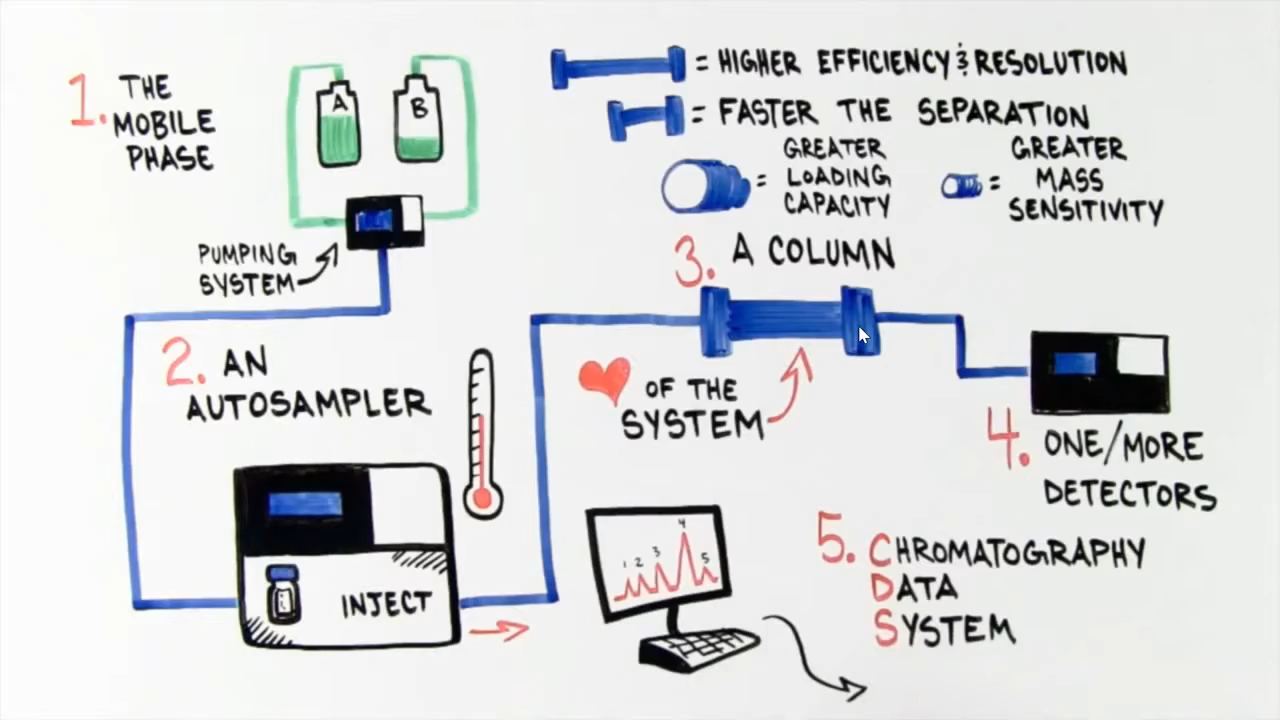 1. THE
MOBILE
PHASE
A
B
PUMPING
SYSTEM
= HIGHER EFFICIENCY & RESOLUTION
= FASTER THE SEPARATION
= GREATER
LOADING
CAPACITY
= GREATER
MASS
SENSITIVITY
3. A COLUMN
2. AN
AUTOSAMPLER
OF THE
SYSTEM
4. ONE/MORE
DETECTORS
INJECT
1 2 3 4 5
5. CHROMATOGRAPHY
DATA
SYSTEM